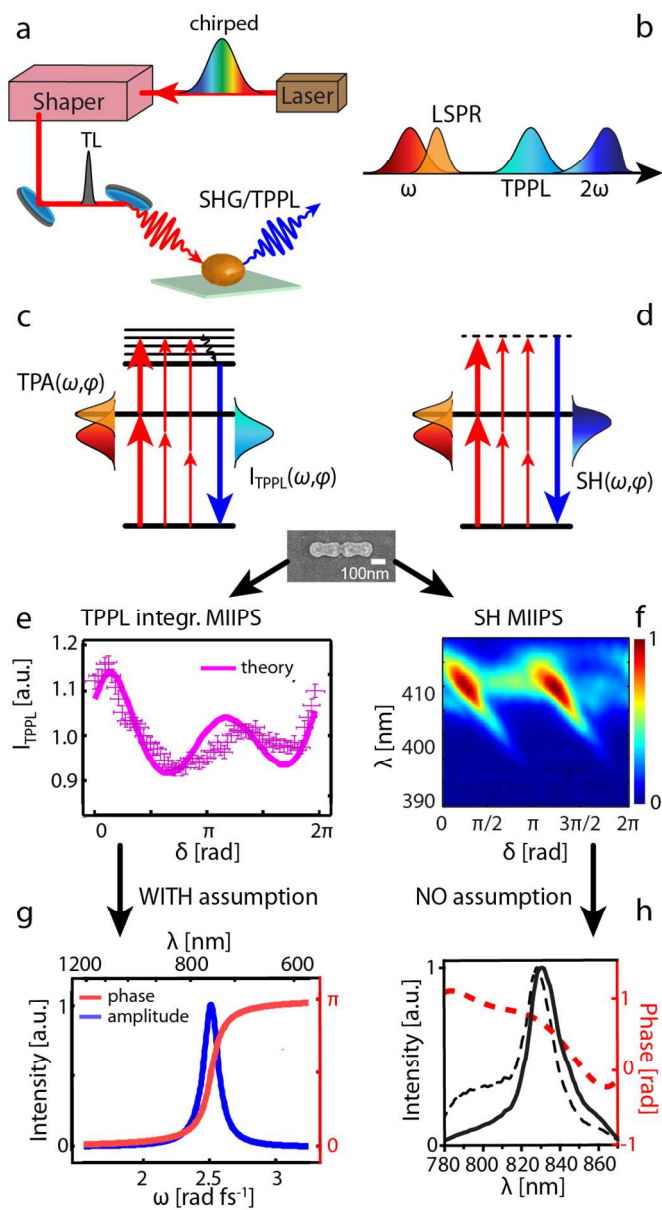 a
chirped
b
Shaper
Laser
TL
LSPR
SHG/TPPL
ω
TPPL
2ω
c
d
TPA(ω,φ)
I_TPPL(ω,φ)
SH(ω,φ)
100nm
e
TPPL integr. MIIPS
SH MIIPS
f
1.2
1.1
1.0
0.9
I_TPPL [a.u.]
theory
0
π
2π
δ [rad]
410
400
390
λ [nm]
0
π/2
π
3π/2
2π
δ [rad]
1
0
WITH assumption
NO assumption
g
h
λ [nm]
1200
800
600
phase
amplitude
Intensity [a.u.]
1
0
π
0
2
2.5
3
ω [rad fs⁻¹]
Intensity [a.u.]
1
0
Phase [rad]
1
0
-1
780
800
820
840
860
λ [nm]